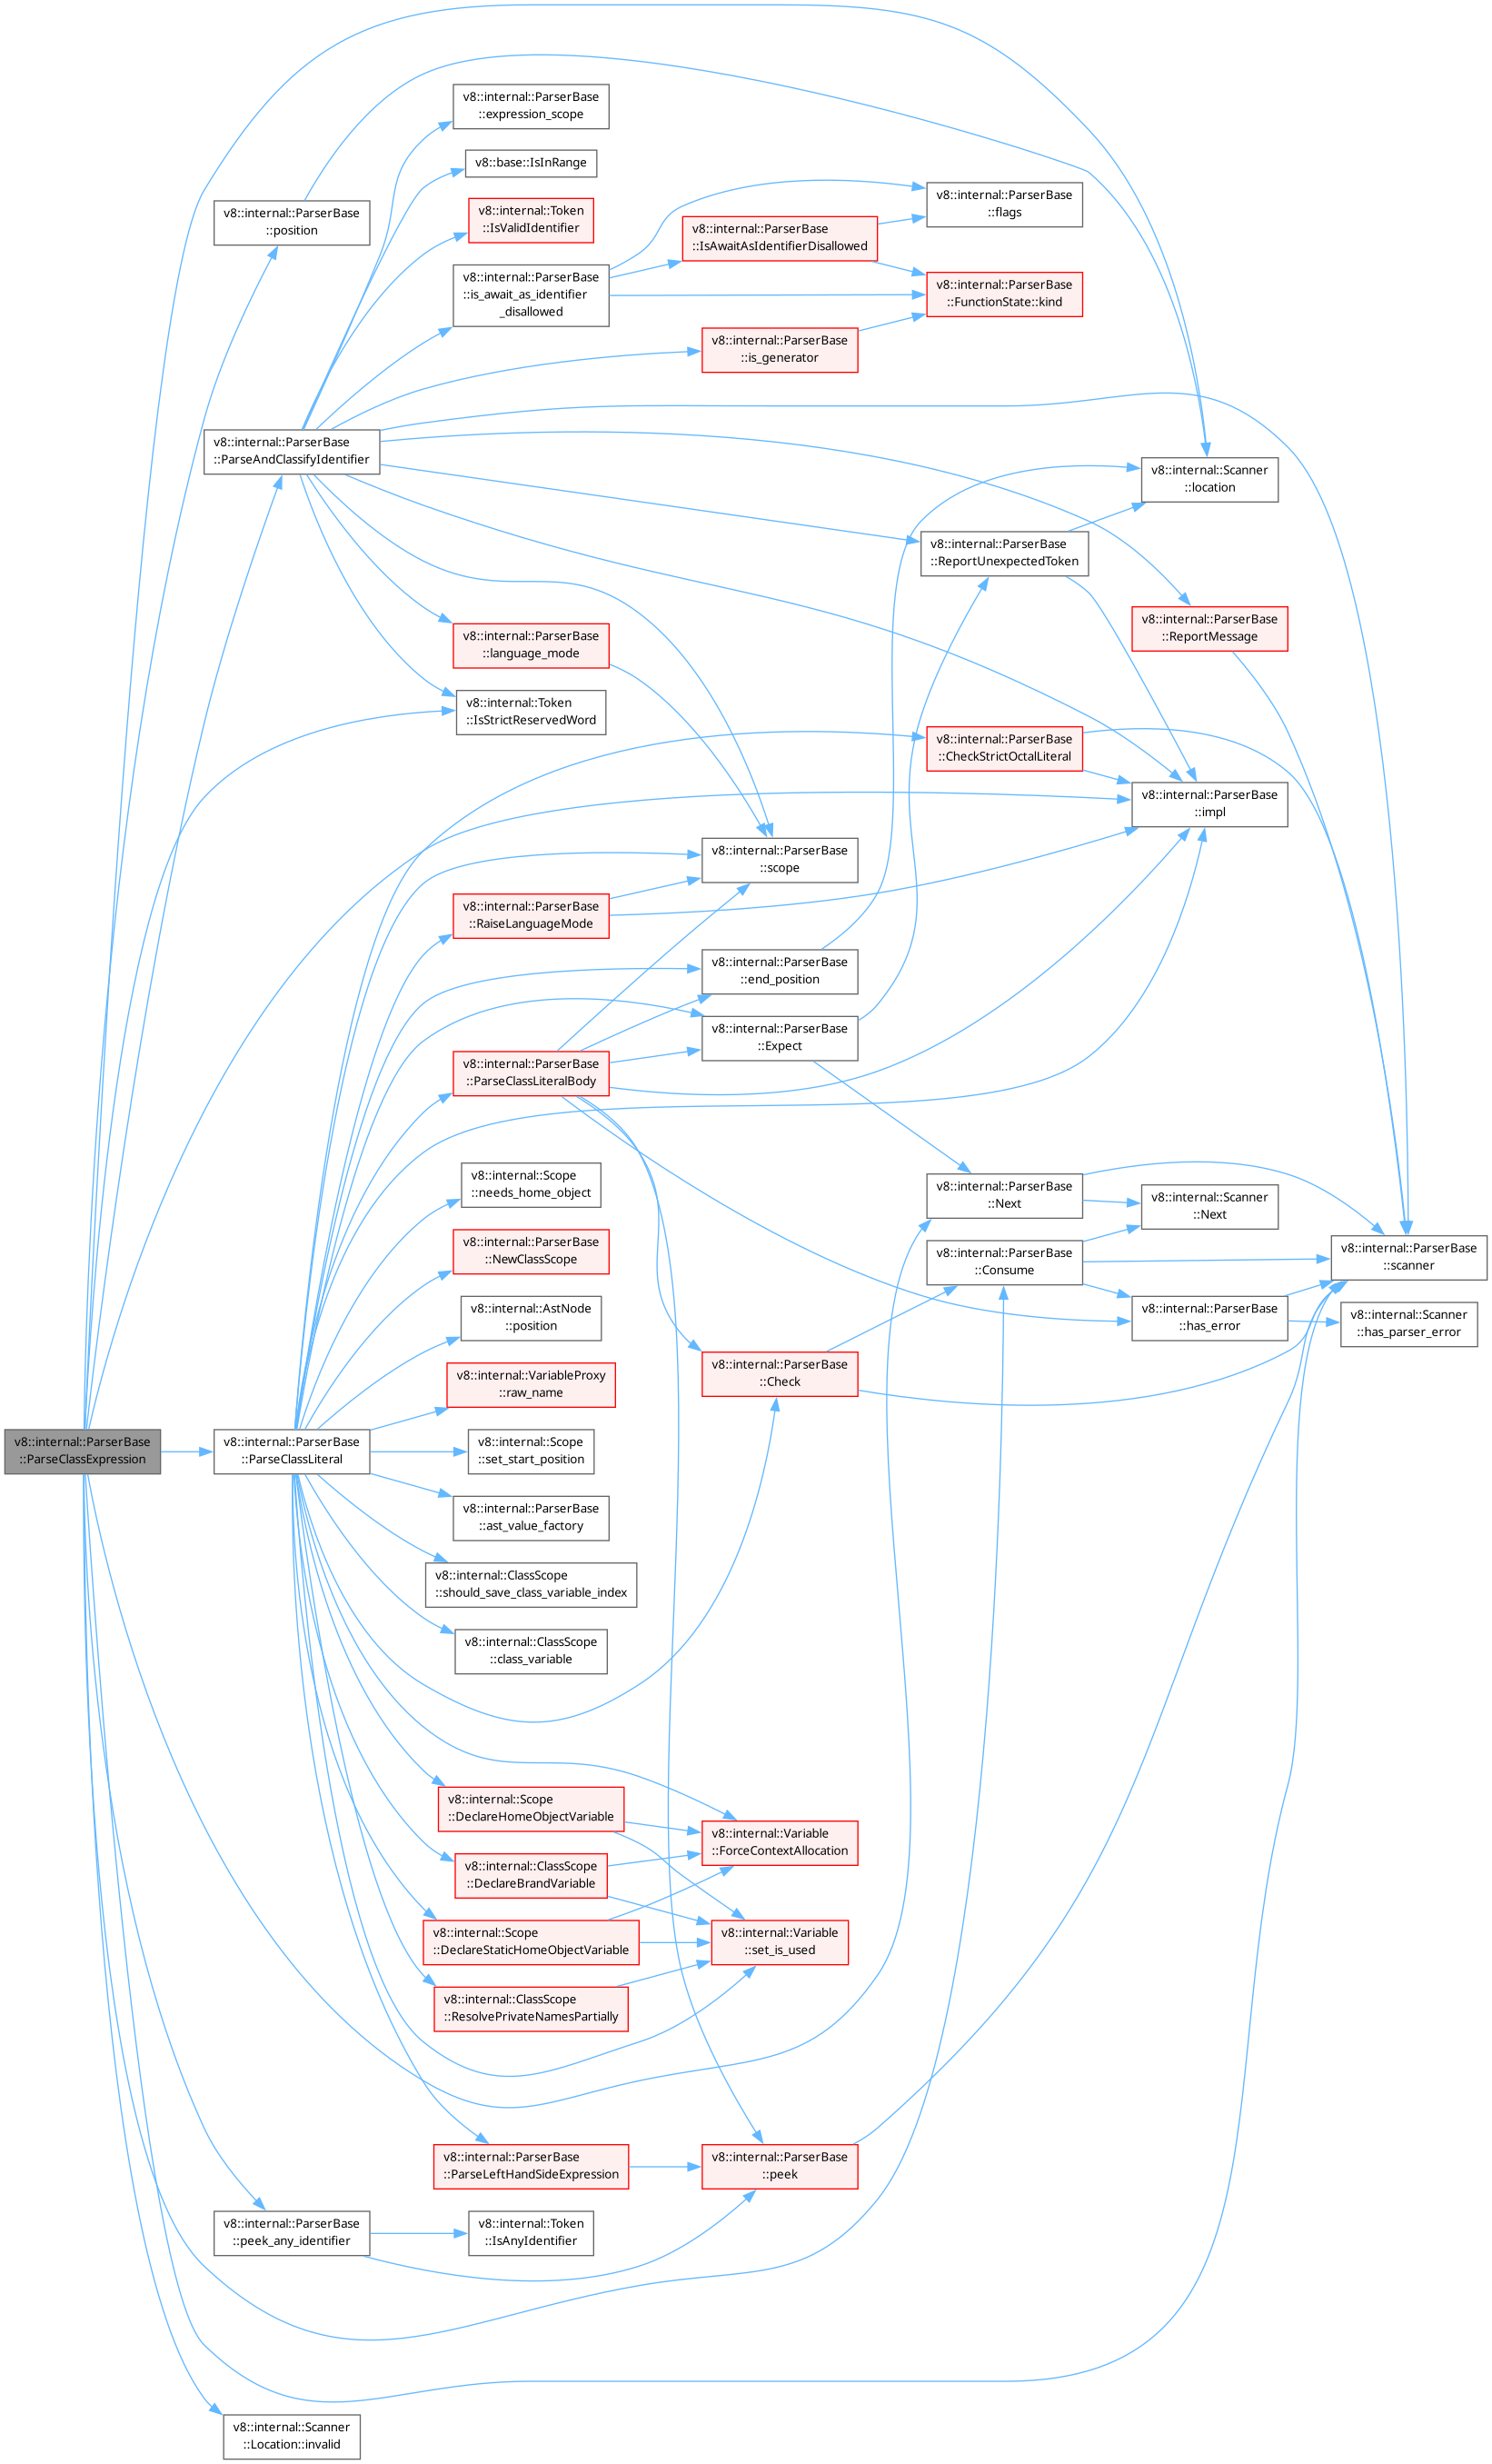 v8::internal::ParserBase
::expression_scope
v8::base::IsInRange
v8::internal::Token
::IsValidIdentifier
v8::internal::ParserBase
::flags
v8::internal::ParserBase
::position
v8::internal::ParserBase
::IsAwaitAsIdentifierDisallowed
v8::internal::ParserBase
::is_await_as_identifier
_disallowed
v8::internal::ParserBase
::FunctionState::kind
v8::internal::ParserBase
::is_generator
v8::internal::ParserBase
::ParseAndClassifyIdentifier
v8::internal::Scanner
::location
v8::internal::ParserBase
::ReportUnexpectedToken
v8::internal::ParserBase
::ReportMessage
v8::internal::ParserBase
::language_mode
v8::internal::Token
::IsStrictReservedWord
v8::internal::ParserBase
::CheckStrictOctalLiteral
v8::internal::ParserBase
::impl
v8::internal::ParserBase
::scope
v8::internal::ParserBase
::RaiseLanguageMode
v8::internal::ParserBase
::end_position
v8::internal::ParserBase
::Expect
v8::internal::ParserBase
::ParseClassLiteralBody
v8::internal::Scope
::needs_home_object
v8::internal::ParserBase
::Next
v8::internal::Scanner
::Next
v8::internal::ParserBase
::NewClassScope
v8::internal::ParserBase
::Consume
v8::internal::ParserBase
::scanner
v8::internal::AstNode
::position
v8::internal::ParserBase
::has_error
v8::internal::Scanner
::has_parser_error
v8::internal::VariableProxy
::raw_name
v8::internal::ParserBase
::Check
v8::internal::ParserBase
::ParseClassExpression
v8::internal::ParserBase
::ParseClassLiteral
v8::internal::Scope
::set_start_position
v8::internal::ParserBase
::ast_value_factory
v8::internal::ClassScope
::should_save_class_variable_index
v8::internal::ClassScope
::class_variable
v8::internal::Scope
::DeclareHomeObjectVariable
v8::internal::Variable
::ForceContextAllocation
v8::internal::ClassScope
::DeclareBrandVariable
v8::internal::Scope
::DeclareStaticHomeObjectVariable
v8::internal::Variable
::set_is_used
v8::internal::ClassScope
::ResolvePrivateNamesPartially
v8::internal::ParserBase
::ParseLeftHandSideExpression
v8::internal::ParserBase
::peek
v8::internal::ParserBase
::peek_any_identifier
v8::internal::Token
::IsAnyIdentifier
v8::internal::Scanner
::Location::invalid